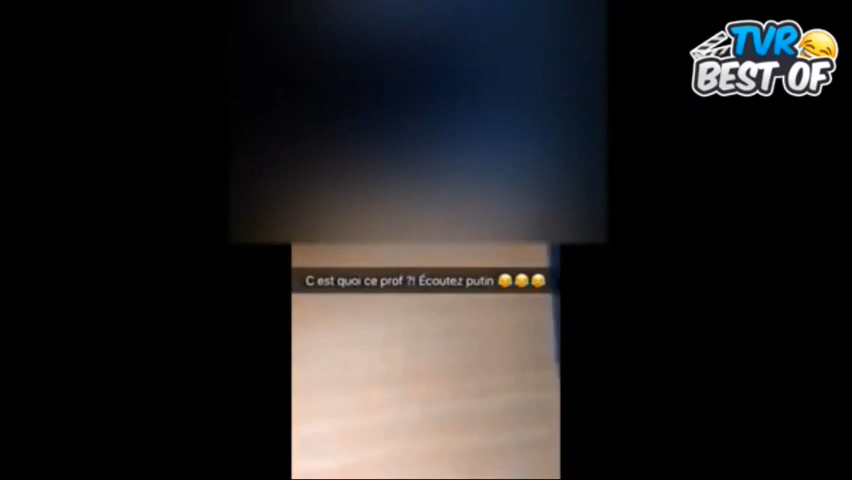 TVR
BEST OF
C est quoi ce prof ?! Écoutez putin 😂😂😂